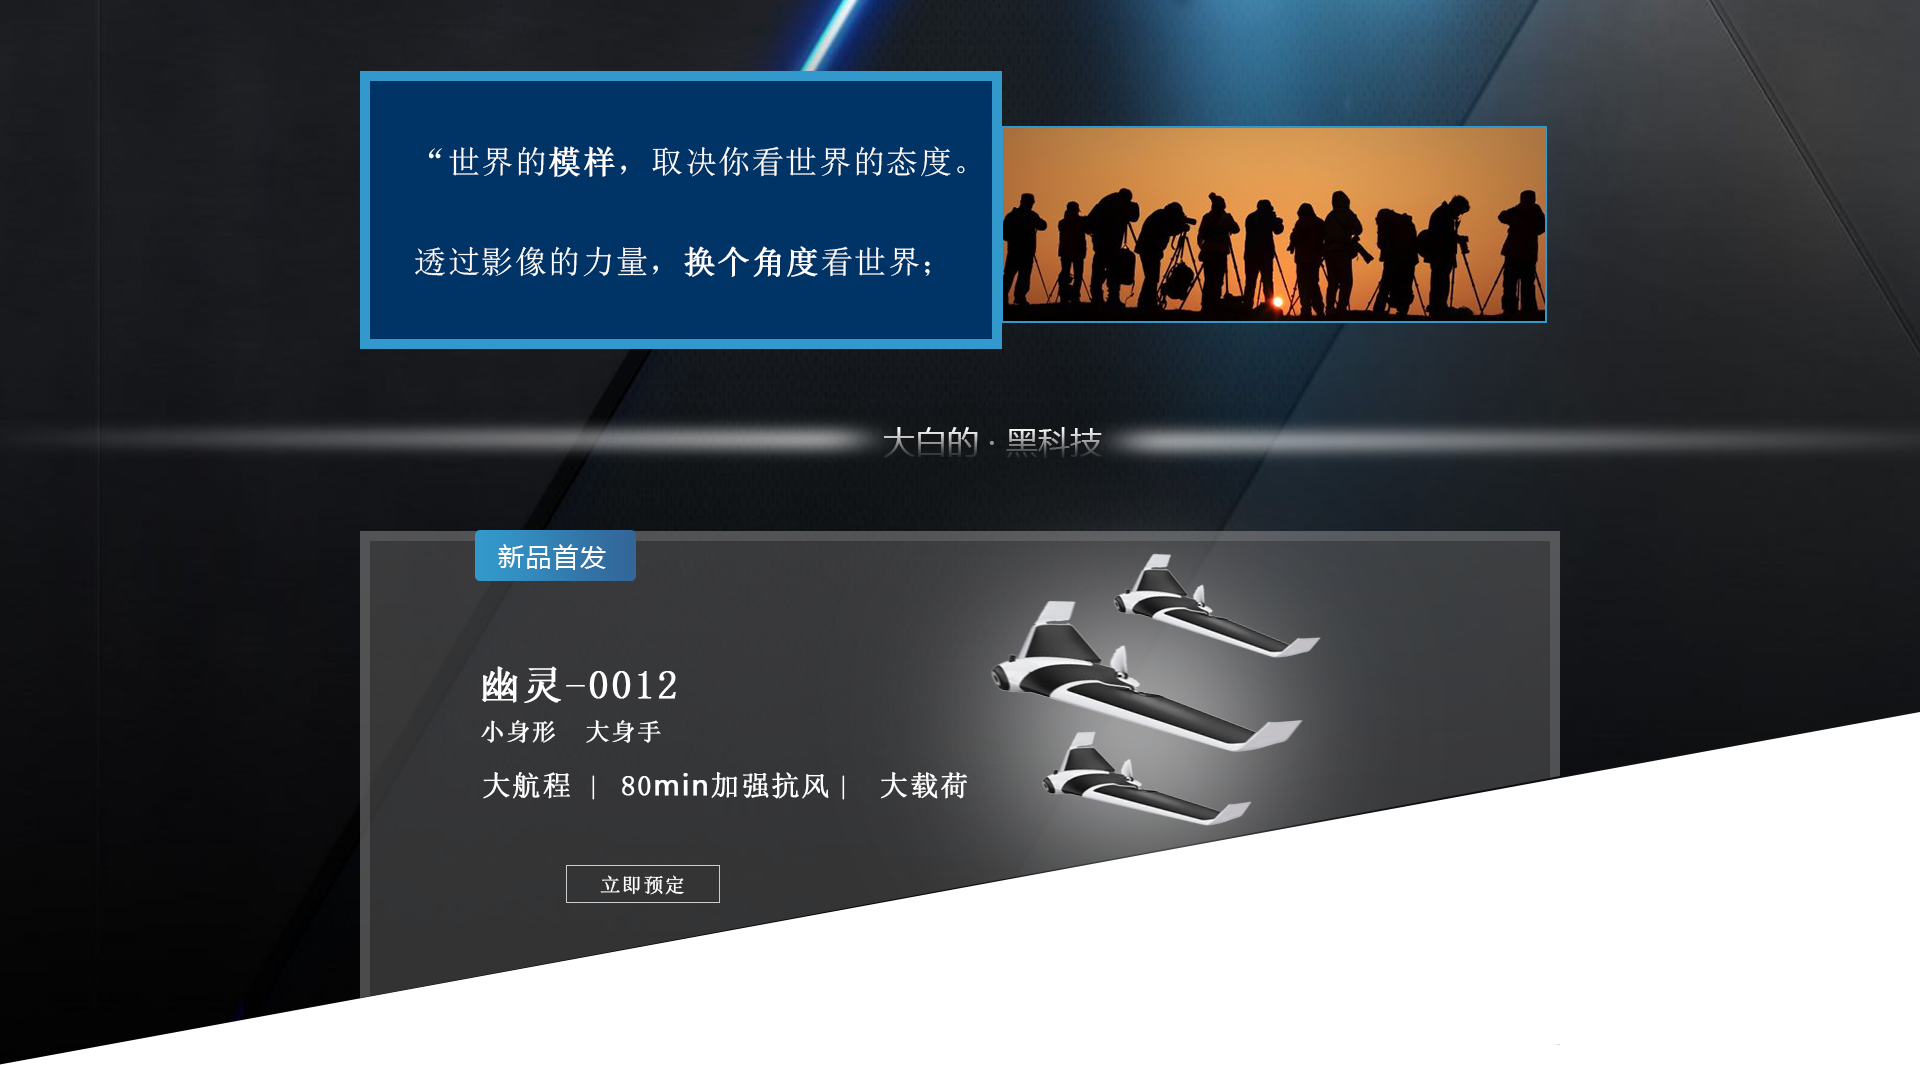 “世界的模样，取决你看世界的态度。
透过影像的力量，换个角度看世界；
大白的 · 黑科技
新品首发
幽灵-0012
小身形 大身手
大航程 | 80min加强抗风 | 大载荷
立即预定